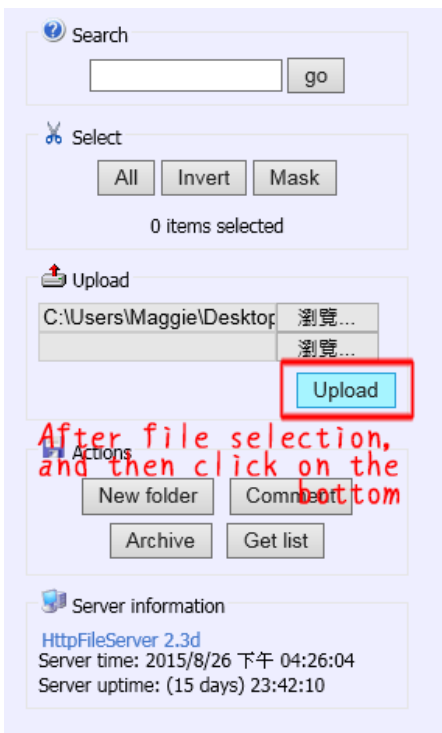 Search
go
Select
All Invert Mask
0 items selected
Upload
C:\Users\Maggie\Desktop 瀏覽...
瀏覽...
Upload
After file selection,
and then click on the
bottom
Actions
New folder Comment
Archive Get list
Server information
HttpFileServer 2.3d
Server time: 2015/8/26 下午 04:26:04
Server uptime: (15 days) 23:42:10